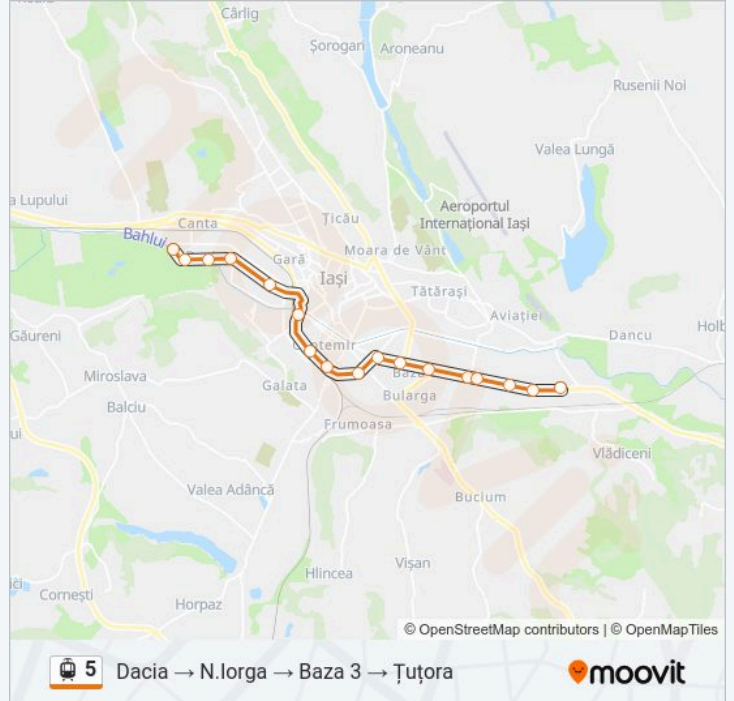 Cârlig
Șorogari
Aroneanu
Rusenii Noi
Valea Lungă
a Lupului
Canta
Țicău
Aeroportul
Internațional Iași
Bahlui
Gară
Moara de Vânt
Iași
Tătărași
Aviației
Dancu
Holb
Găureni
Miroslava
Galata
Balciu
Bularga
Frumoasa
ui
Vlădiceni
Valea Adâncă
Bucium
Hlincea
Vișan
Cornești
Horpaz
© OpenStreetMap contributors | © OpenMapTiles
5
Dacia → N.Iorga → Baza 3 → Țuțora
moovit